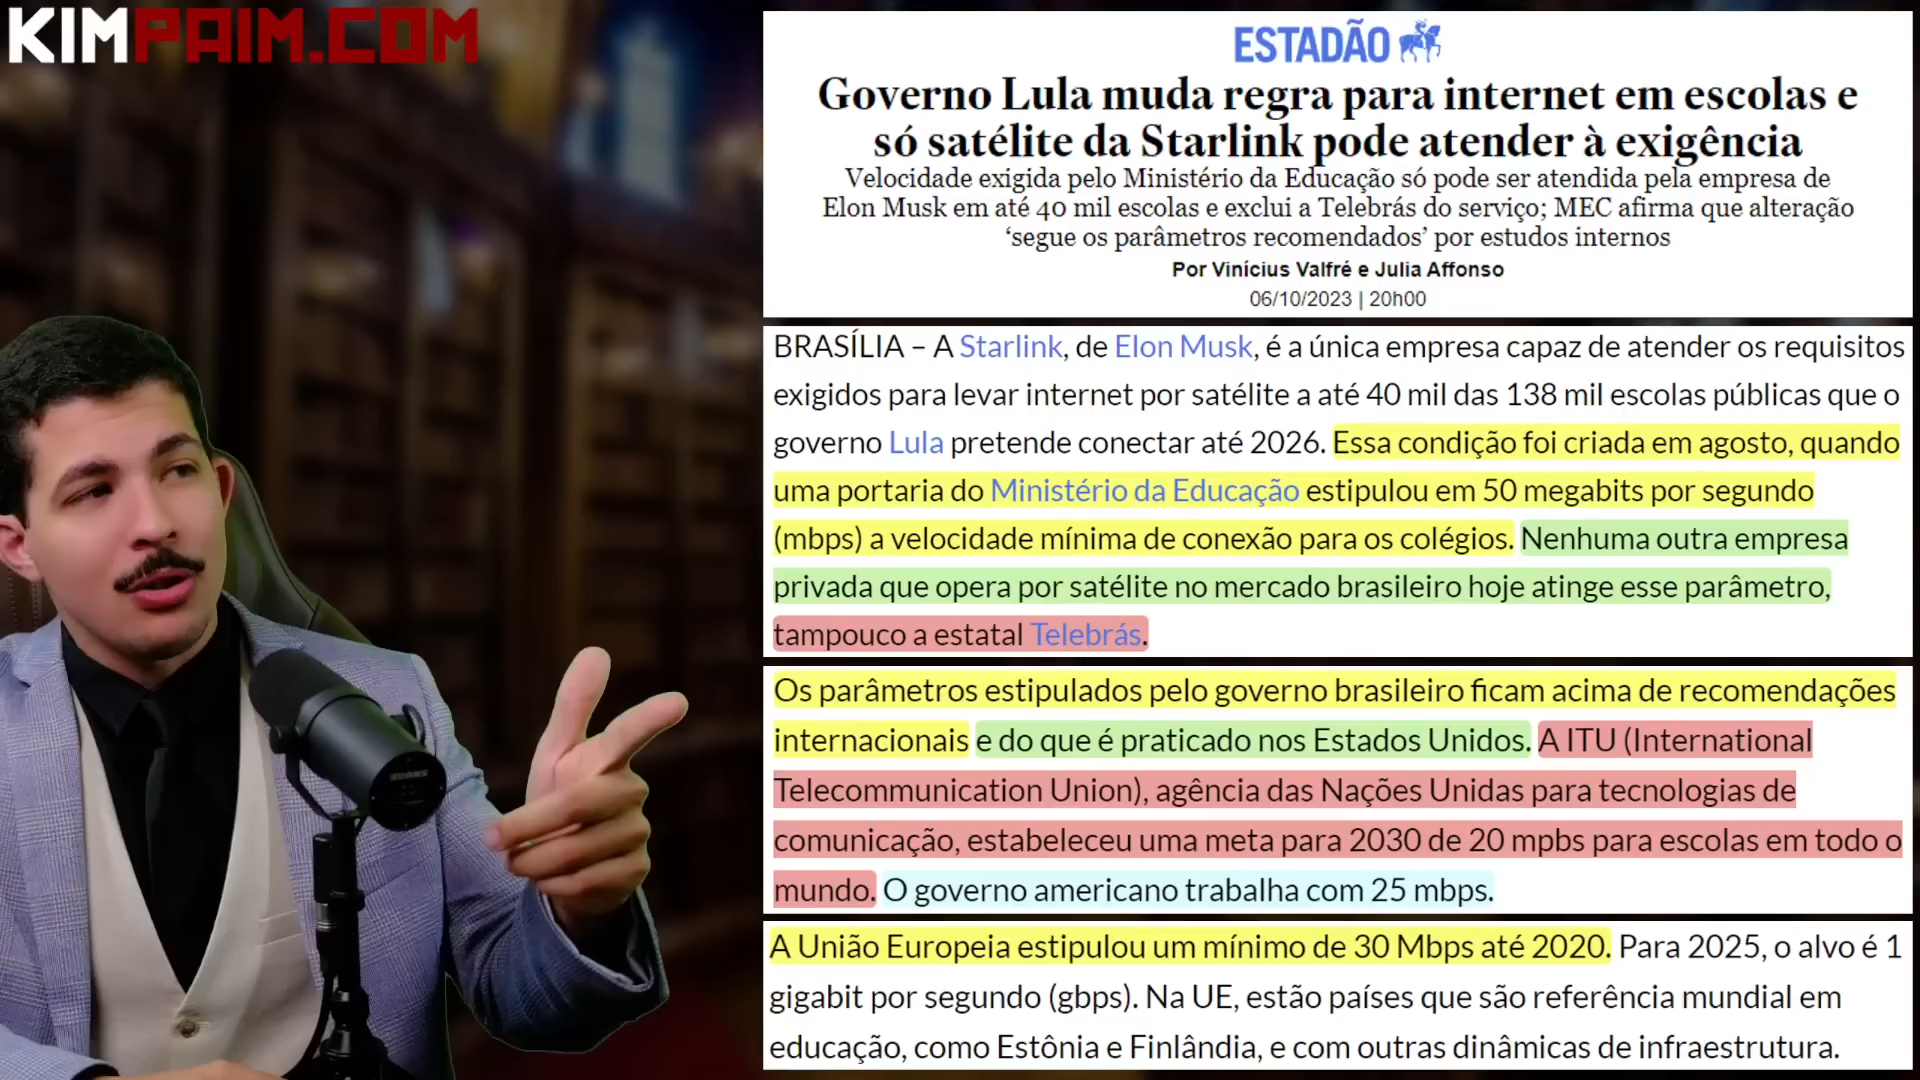 KIMPAIM.COM
ESTADÃO
Governo Lula muda regra para internet em escolas e
só satélite da Starlink pode atender à exigência
Velocidade exigida pelo Ministério da Educação só pode ser atendida pela empresa de
Elon Musk em até 40 mil escolas e exclui a Telebrás do serviço; MEC afirma que alteração
‘segue os parâmetros recomendados’ por estudos internos
Por Vinícius Valfré e Julia Affonso
06/10/2023 | 20h00
BRASÍLIA – A Starlink, de Elon Musk, é a única empresa capaz de atender os requisitos
exigidos para levar internet por satélite a até 40 mil das 138 mil escolas públicas que o
governo Lula pretende conectar até 2026. Essa condição foi criada em agosto, quando
uma portaria do Ministério da Educação estipulou em 50 megabits por segundo
(mbps) a velocidade mínima de conexão para os colégios. Nenhuma outra empresa
privada que opera por satélite no mercado brasileiro hoje atinge esse parâmetro,
tampouco a estatal Telebrás.
Os parâmetros estipulados pelo governo brasileiro ficam acima de recomendações
internacionais e do que é praticado nos Estados Unidos. A ITU (International
Telecommunication Union), agência das Nações Unidas para tecnologias de
comunicação, estabeleceu uma meta para 2030 de 20 mpbs para escolas em todo o
mundo. O governo americano trabalha com 25 mbps.
A União Europeia estipulou um mínimo de 30 Mbps até 2020. Para 2025, o alvo é 1
gigabit por segundo (gbps). Na UE, estão países que são referência mundial em
educação, como Estônia e Finlândia, e com outras dinâmicas de infraestrutura.